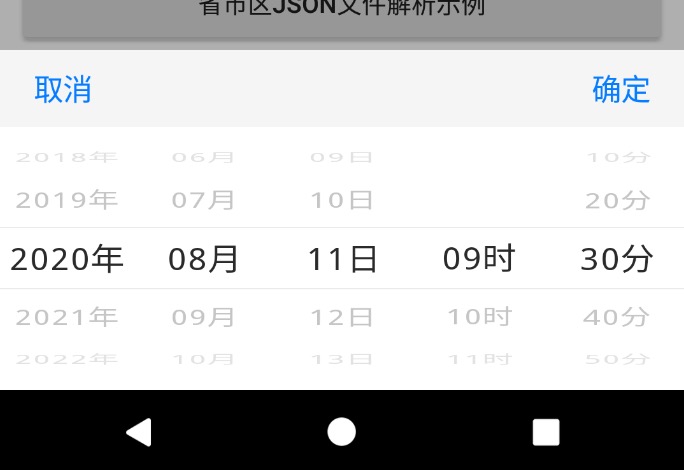 省市区JSON文件解析示例
取消 确定
2018年 06月 09日 10分
2019年 07月 10日 20分
2020年 08月 11日 09时 30分
2021年 09月 12日 10时 40分
2022年 10月 13日 11时 50分